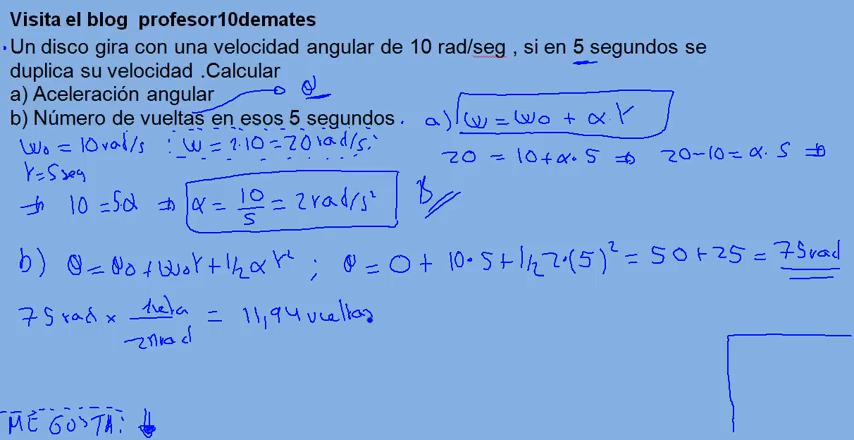 Visita el blog profesor10demates
Un disco gira con una velocidad angular de 10 rad/seg , si en 5 segundos se
duplica su velocidad .Calcular
a) Aceleración angular θ
b) Número de vueltas en esos 5 segundos.
a) ω = ω0 + α·t
ω0 = 10 rad/s ; ω = 2·10 = 20 rad/s.
t = 5 seg
20 = 10 + α·5 ⇒ 20-10 = α·5 ⇒
⇒ 10 = 5α ⇒ α = 10/5 = 2 rad/s²
b) θ = θ0 + ω0t + 1/2 αt² ; θ = 0 + 10·5 + 1/2 2·(5)² = 50 + 25 = 75 rad
75 rad × 1 vuelta/2π rad = 11,94 vueltas
ME GUSTA: